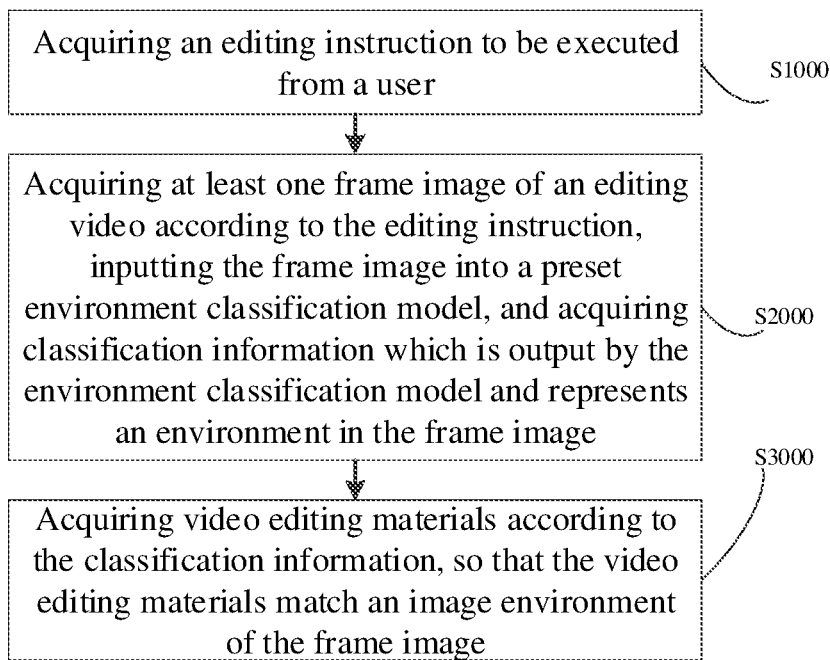 Acquiring an editing instruction to be executed
from a user
S1000
Acquiring at least one frame image of an editing
video according to the editing instruction,
inputting the frame image into a preset
environment classification model, and acquiring
classification information which is output by the
environment classification model and represents
an environment in the frame image
S2000
Acquiring video editing materials according to
the classification information, so that the video
editing materials match an image environment
of the frame image
S3000